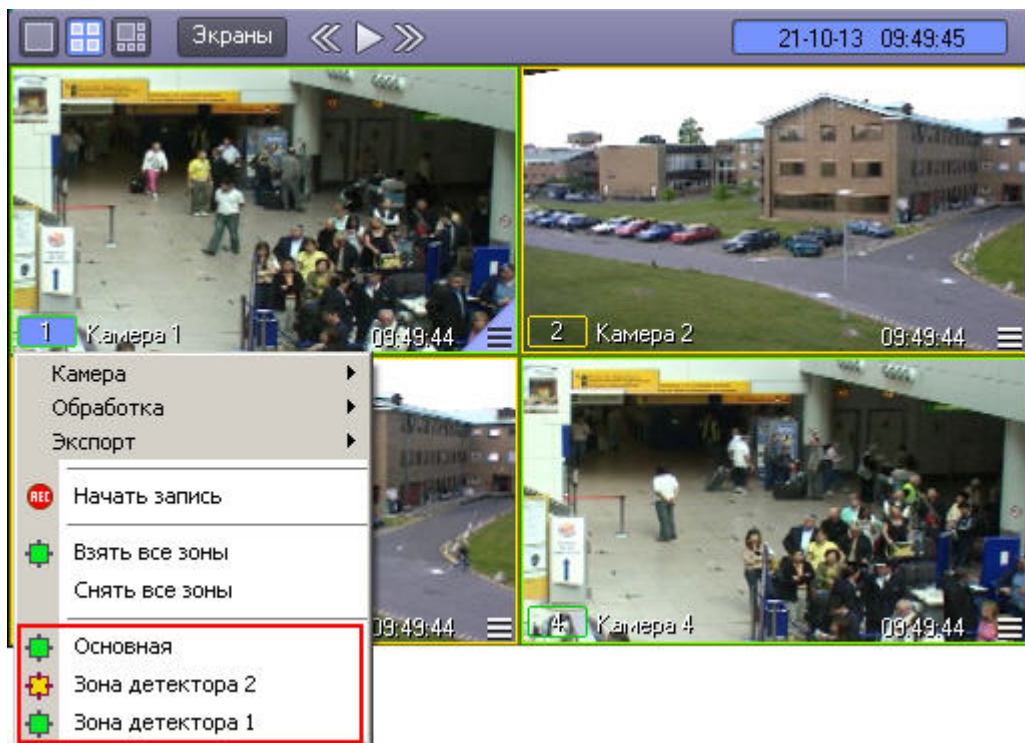 Экраны
21-10-13 09:49:45
1 Камера 1 09:49:44
2 Камера 2 09:49:44
Камера
Обработка
Экспорт
REC Начать запись
Взять все зоны
Снять все зоны
09:49:44
4 Камера 4 09:49:44
Основная
Зона детектора 2
Зона детектора 1